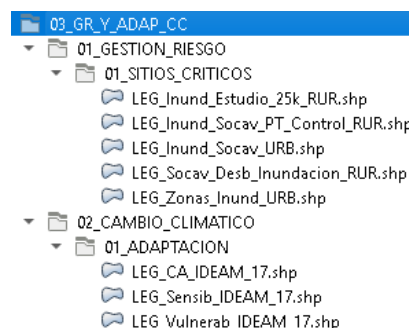 03_GR_Y_ADAP_CC
01_GESTION_RIESGO
01_SITIOS_CRITICOS
LEG_Inund_Estudio_25k_RUR.shp
LEG_Inund_Socav_PT_Control_RUR.shp
LEG_Inund_Socav_URB.shp
LEG_Socav_Desb_Inundacion_RUR.shp
LEG_Zonas_Inund_URB.shp
02_CAMBIO_CLIMATICO
01_ADAPTACION
LEG_CA_IDEAM_17.shp
LEG_Sensib_IDEAM_17.shp
LEG_Vulnerab_IDEAM_17.shp